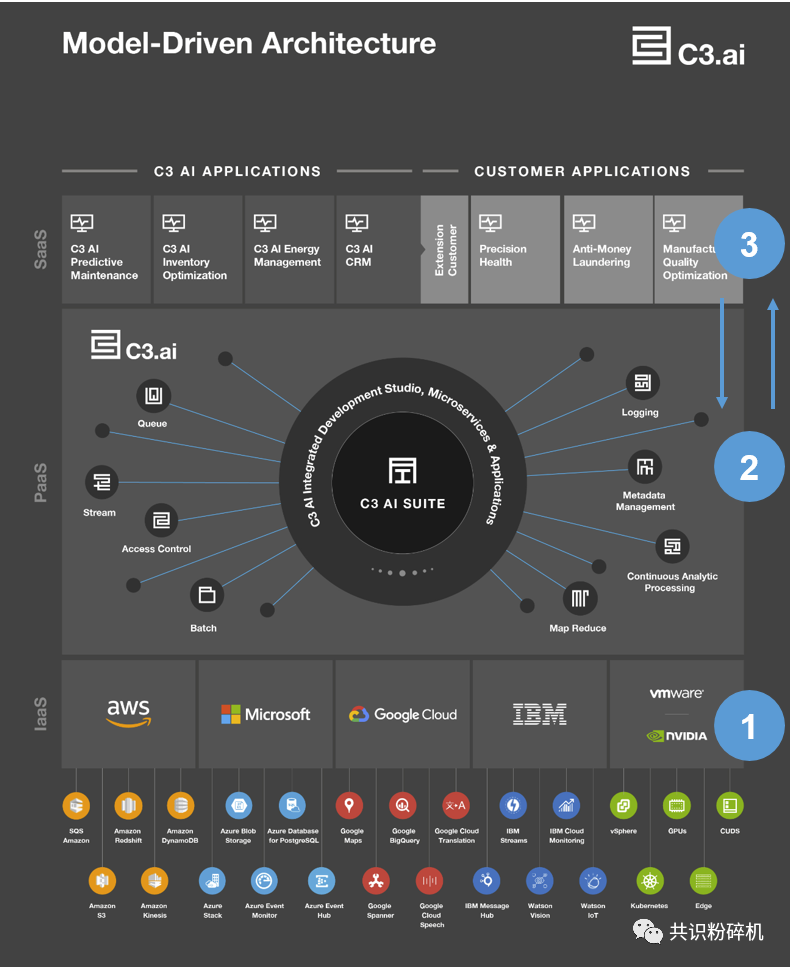 Model-Driven Architecture
C3.ai
C3 AI APPLICATIONS
CUSTOMER APPLICATIONS
SaaS
C3 AI
Predictive
Maintenance
C3 AI
Inventory
Optimization
C3 AI Energy
Management
C3 AI
CRM
Extension
Customer
Precision
Health
Anti-Money
Laundering
Manufactu
Quality
Optimization
3
PaaS
C3.ai
Queue
Stream
Access Control
Batch
C3 AI Integrated Development Studio, Microservices & Applications
C3 AI SUITE
Logging
Metadata
Management
Continuous Analytic
Processing
Map Reduce
2
IaaS
aws
Microsoft
Google Cloud
IBM
vmware
NVIDIA
1
SQS
Amazon
Amazon
Redshift
Amazon
DynamoDB
Azure Blob
Storage
Azure Database
for PostgreSQL
Google
Maps
Google
BigQuery
文 A
Google Cloud
Translation
IBM
Streams
IBM Cloud
Monitoring
vSphere
GPUs
CUDS
Amazon
S3
Amazon
Kinesis
Azure
Stack
Azure Event
Monitor
Azure Event
Hub
Google
Spanner
Google
Cloud
Speech
IBM Message
Hub
Watson
Vision
Watson
IoT
Kubernetes
Edge
共识粉碎机